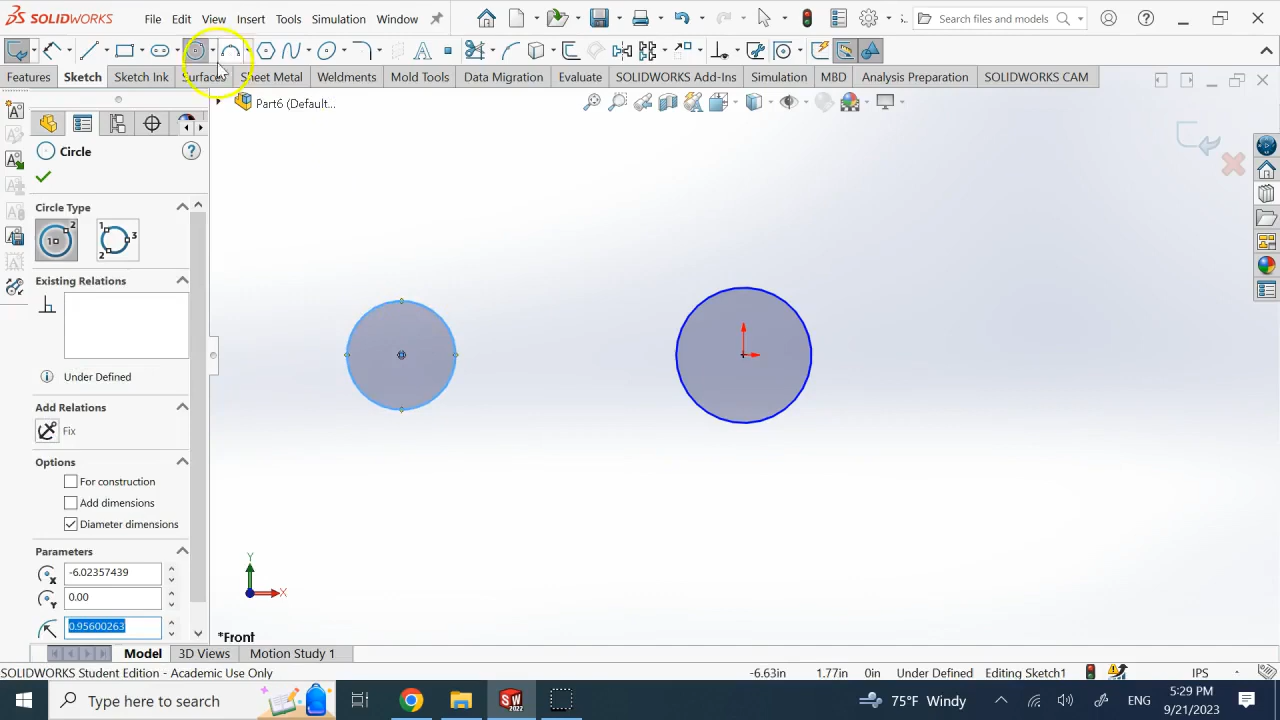 SOLIDWORKS
File
Edit
View
Insert
Tools
Simulation
Window
Search files and models
Features
Sketch
Sketch Ink
Surfaces
Sheet Metal
Weldments
Mold Tools
Data Migration
Evaluate
SOLIDWORKS Add-Ins
Simulation
MBD
Analysis Preparation
SOLIDWORKS CAM
Part6 (Default...
Circle
Circle Type
Existing Relations
Under Defined
Add Relations
Fix
Options
For construction
Add dimensions
Diameter dimensions
Parameters
-6.02357439
0.00
0.95600263
Y
X
*Front
Model
3D Views
Motion Study 1
SOLIDWORKS Student Edition - Academic Use Only
-6.63in
1.77in
0in
Under Defined
Editing Sketch1
IPS
Type here to search
75°F Windy
ENG
5:29 PM
9/21/2023